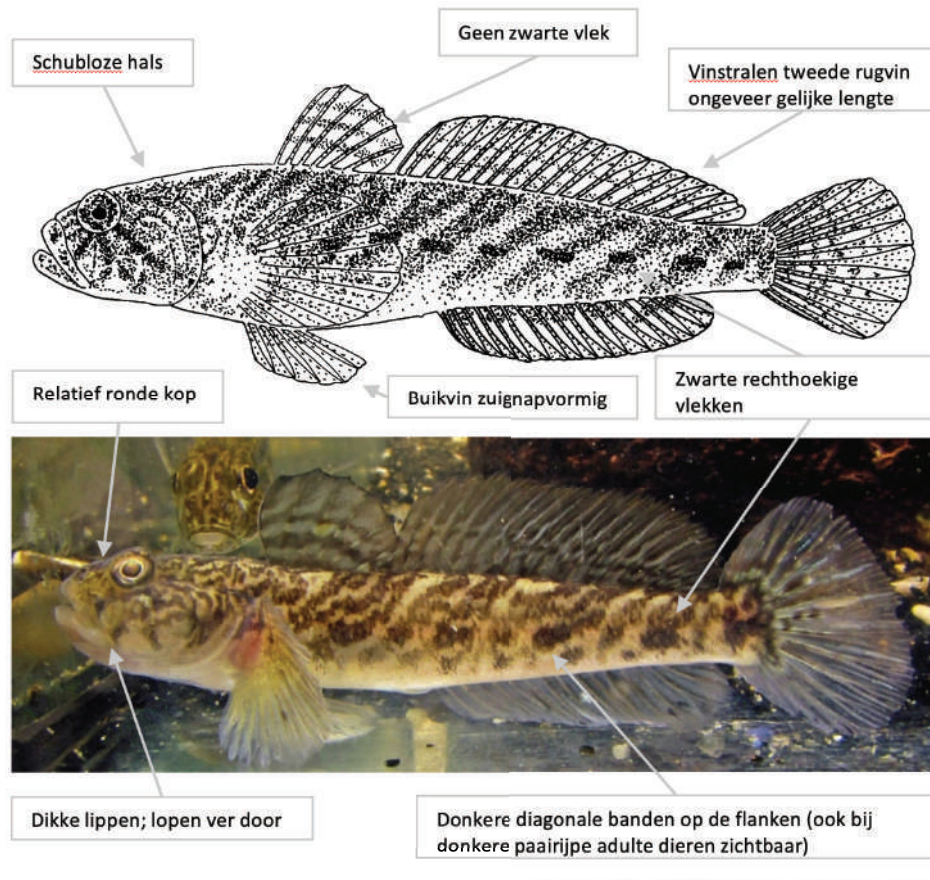 Geen zwarte vlek
Schubloze hals
Vinstralen tweede rugvin
ongeveer gelijke lengte
Relatief ronde kop
Buikvin zuignapvormig
Zwarte rechthoekige
vlekken
Dikke lippen; lopen ver door
Donkere diagonale banden op de flanken (ook bij
donkere paairijpe adulte dieren zichtbaar)